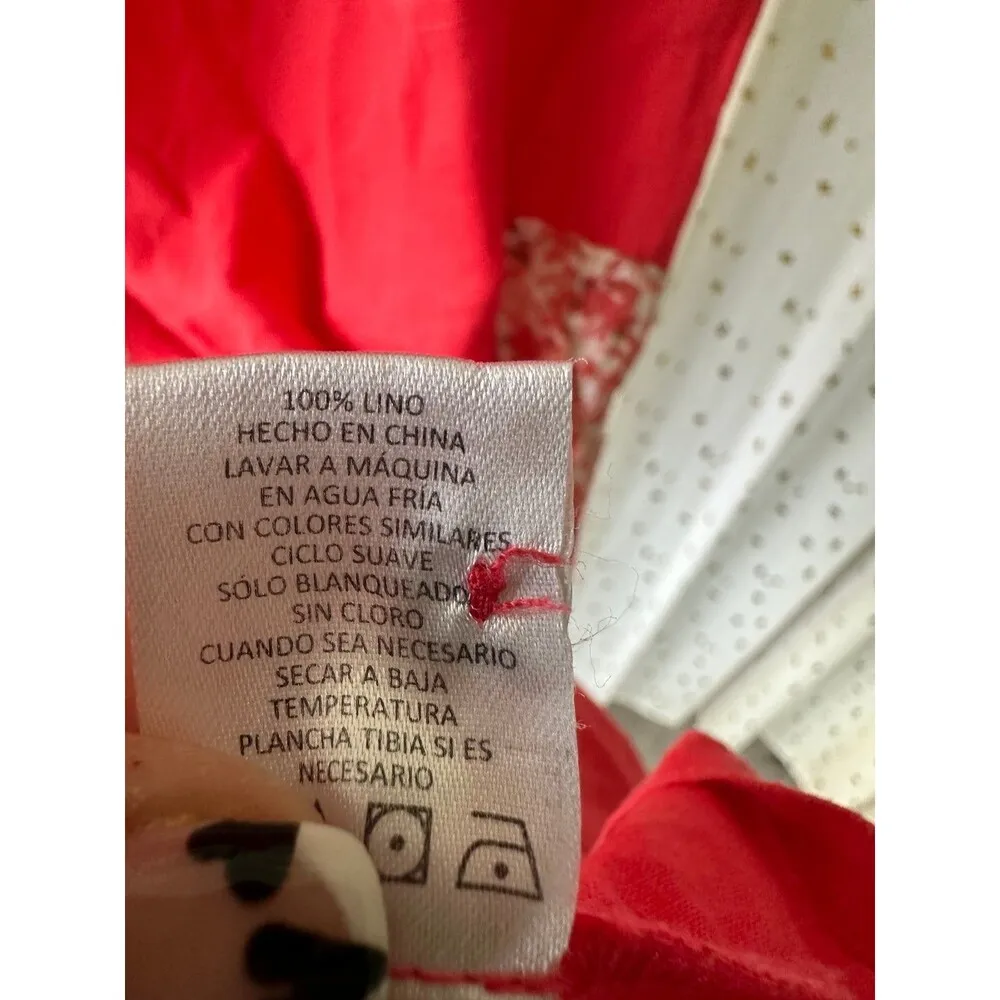 100% LINO
HECHO EN CHINA
LAVAR A MÁQUINA
EN AGUA FRIA
CON COLORES SIMILARES
CICLO SUAVE
SÓLO BLANQUEADO
SIN CLORO
CUANDO SEA NECESARIO
SECAR A BAJA
TEMPERATURA
PLANCHA TIBIA SI ES
NECESARIO